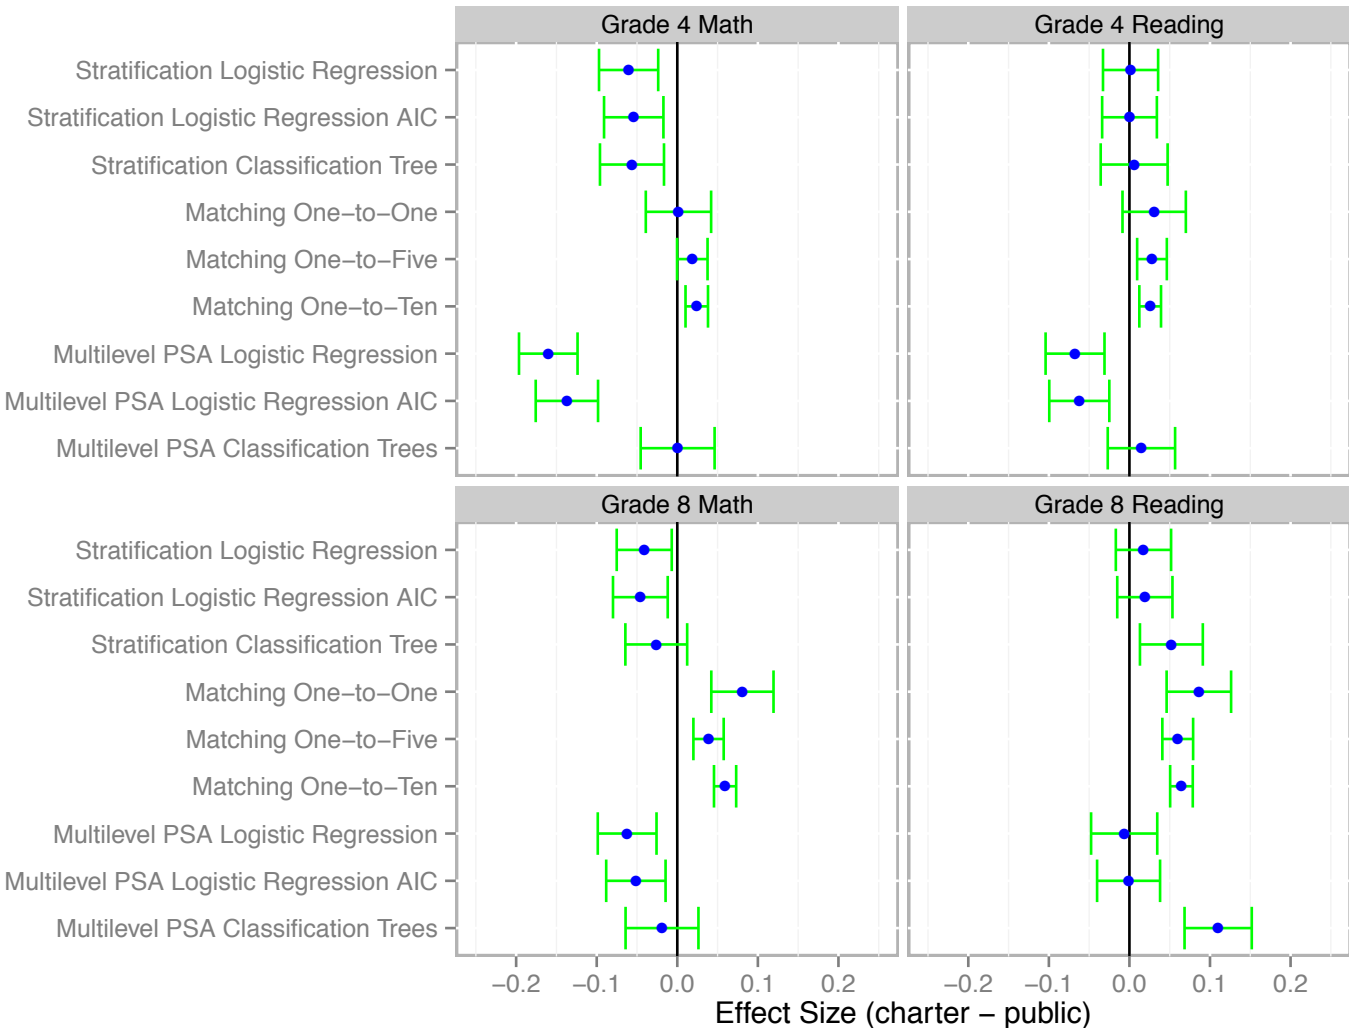 Grade 4 Math
Grade 4 Reading
Stratification Logistic Regression
Stratification Logistic Regression AIC
Stratification Classification Tree
Matching One−to−One
Matching One−to−Five
Matching One−to−Ten
Multilevel PSA Logistic Regression
Multilevel PSA Logistic Regression AIC
Multilevel PSA Classification Trees
Grade 8 Math
Grade 8 Reading
Stratification Logistic Regression
Stratification Logistic Regression AIC
Stratification Classification Tree
Matching One−to−One
Matching One−to−Five
Matching One−to−Ten
Multilevel PSA Logistic Regression
Multilevel PSA Logistic Regression AIC
Multilevel PSA Classification Trees
−0.2 −0.1 0.0 0.1 0.2
−0.2 −0.1 0.0 0.1 0.2
Effect Size (charter − public)